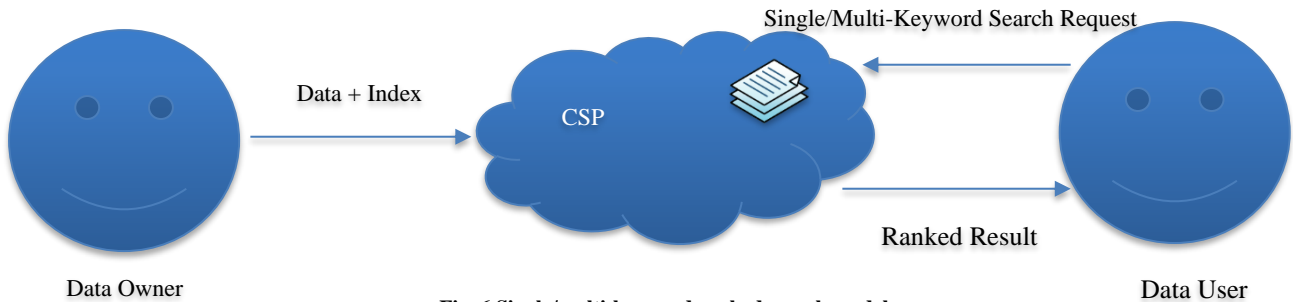 Single/Multi-Keyword Search Request
Data + Index
CSP
Ranked Result
Data Owner
Data User